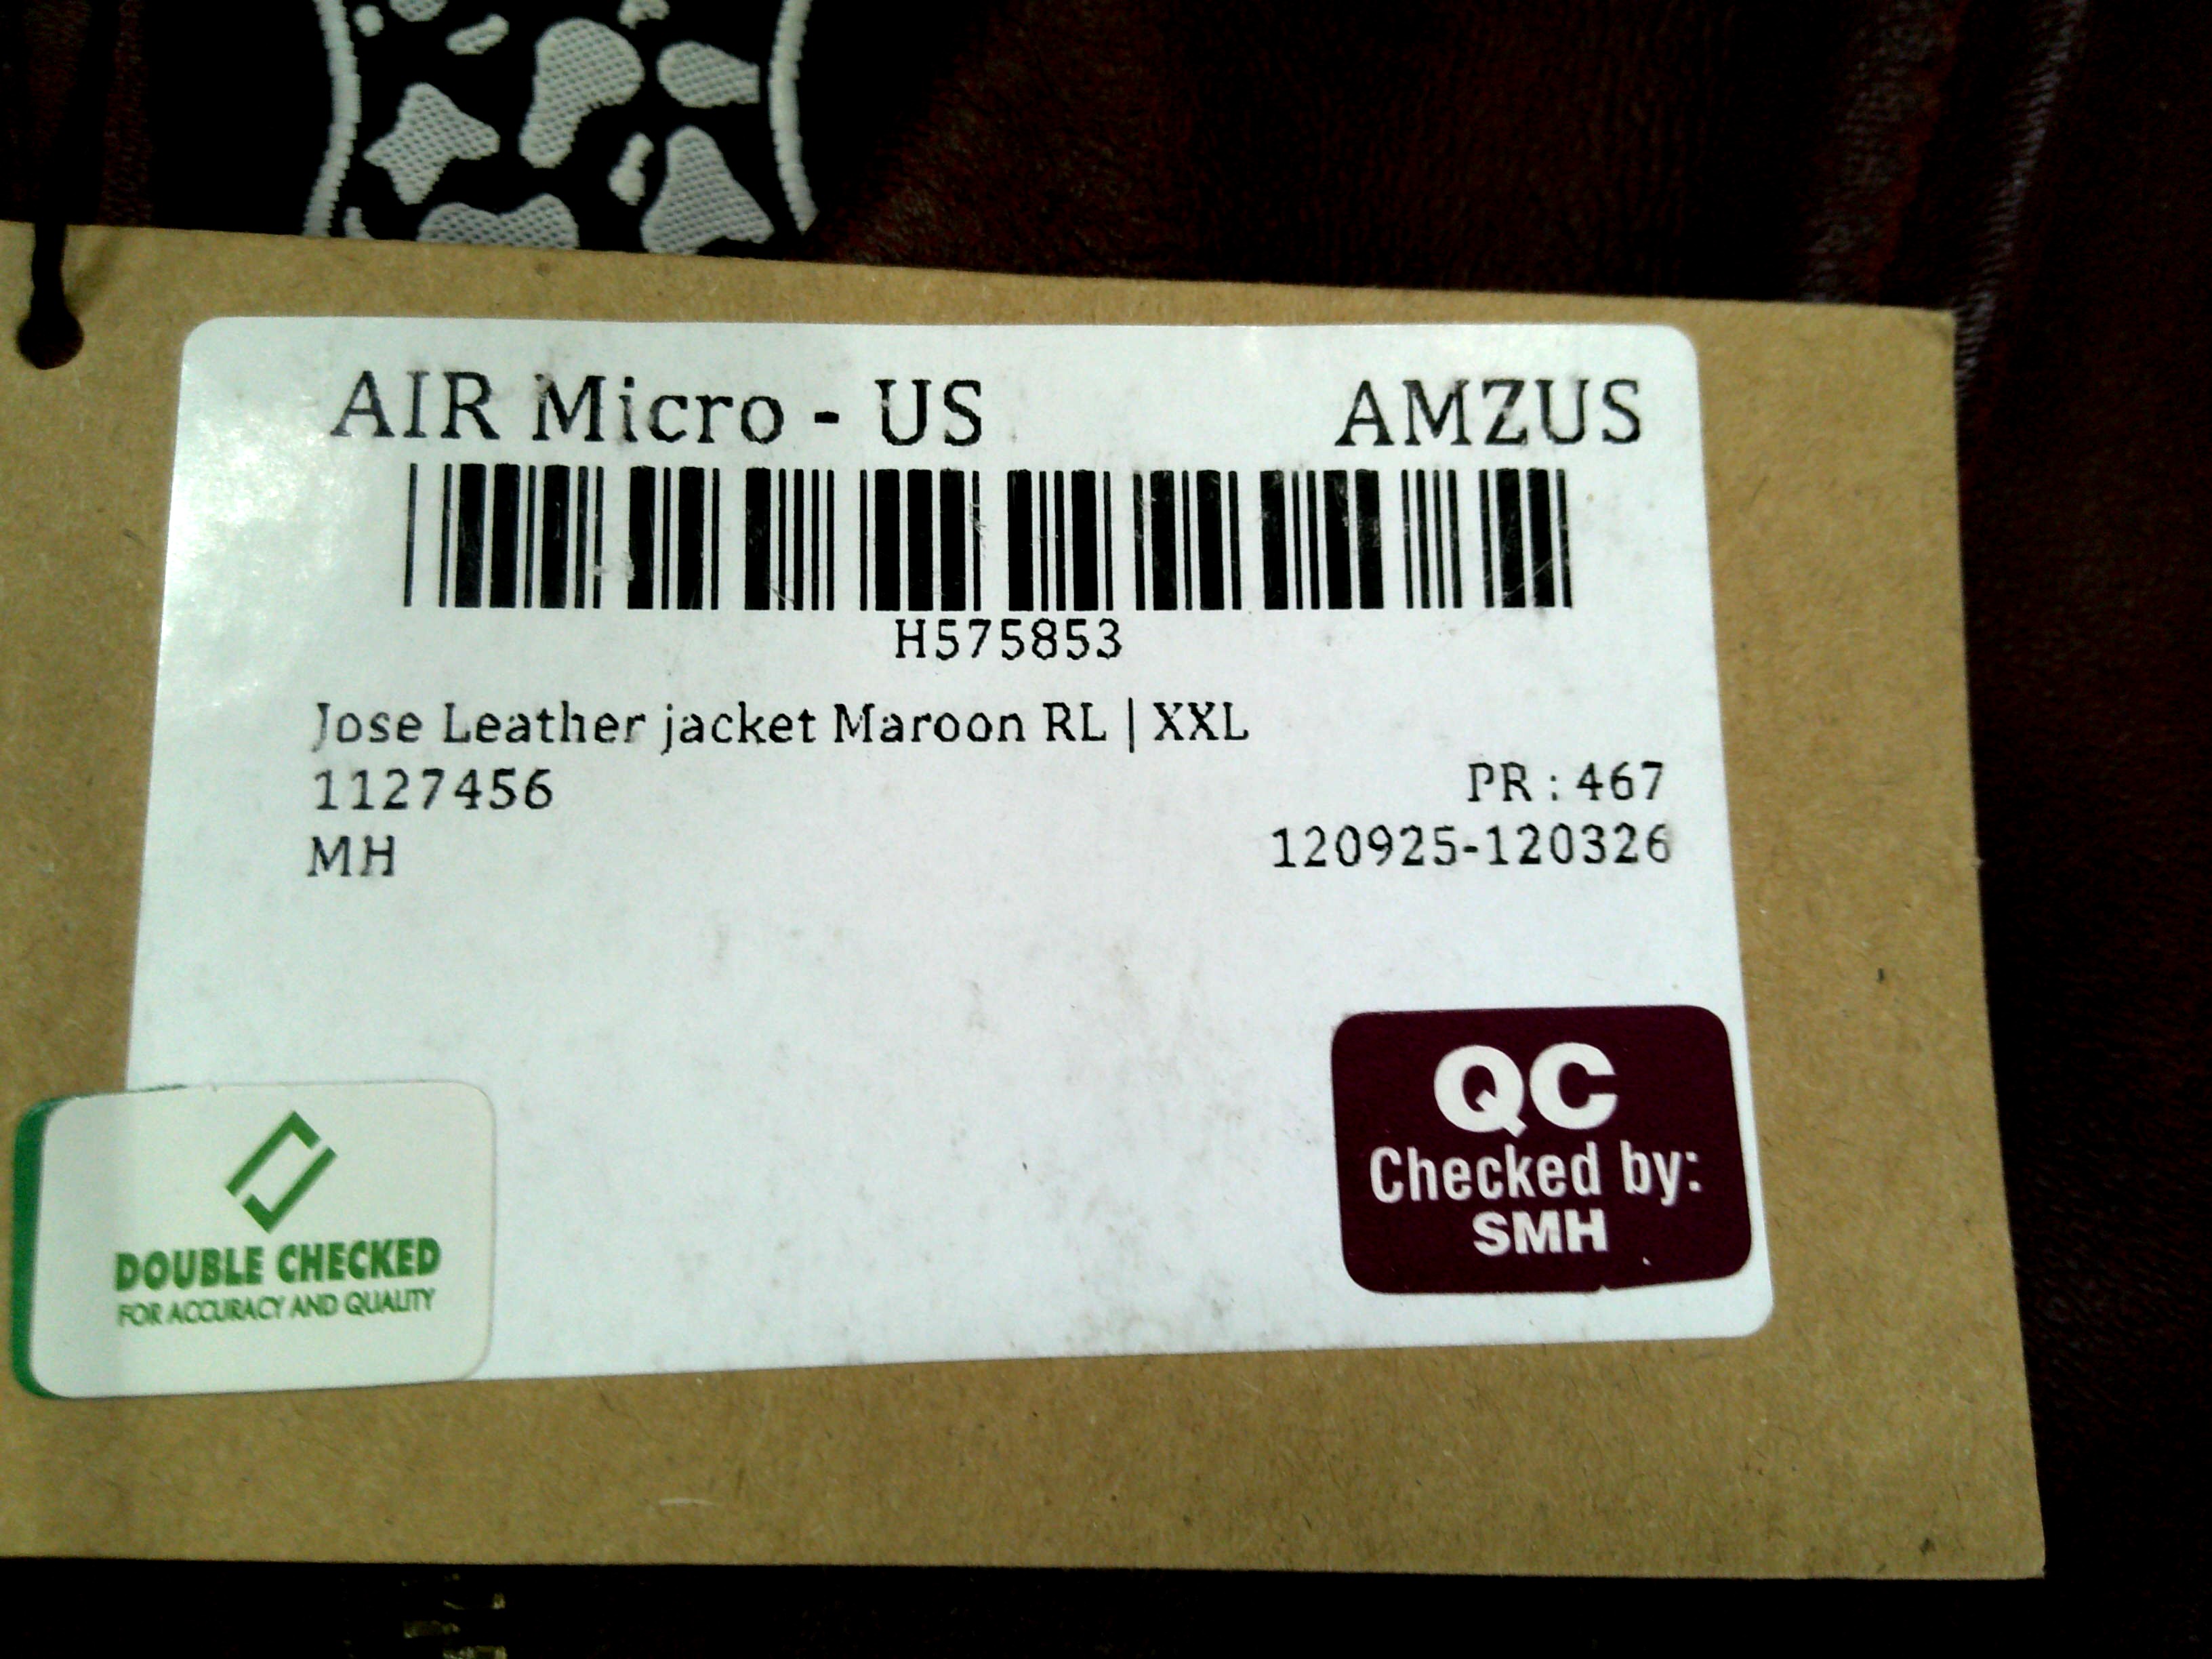 AIR Micro - US AMZUS
H575853
Jose Leather jacket Maroon RL | XXL
1127456 PR : 467
MH 120925-120326
QC
Checked by:
SMH
DOUBLE CHECKED
FOR ACCURACY AND QUALITY